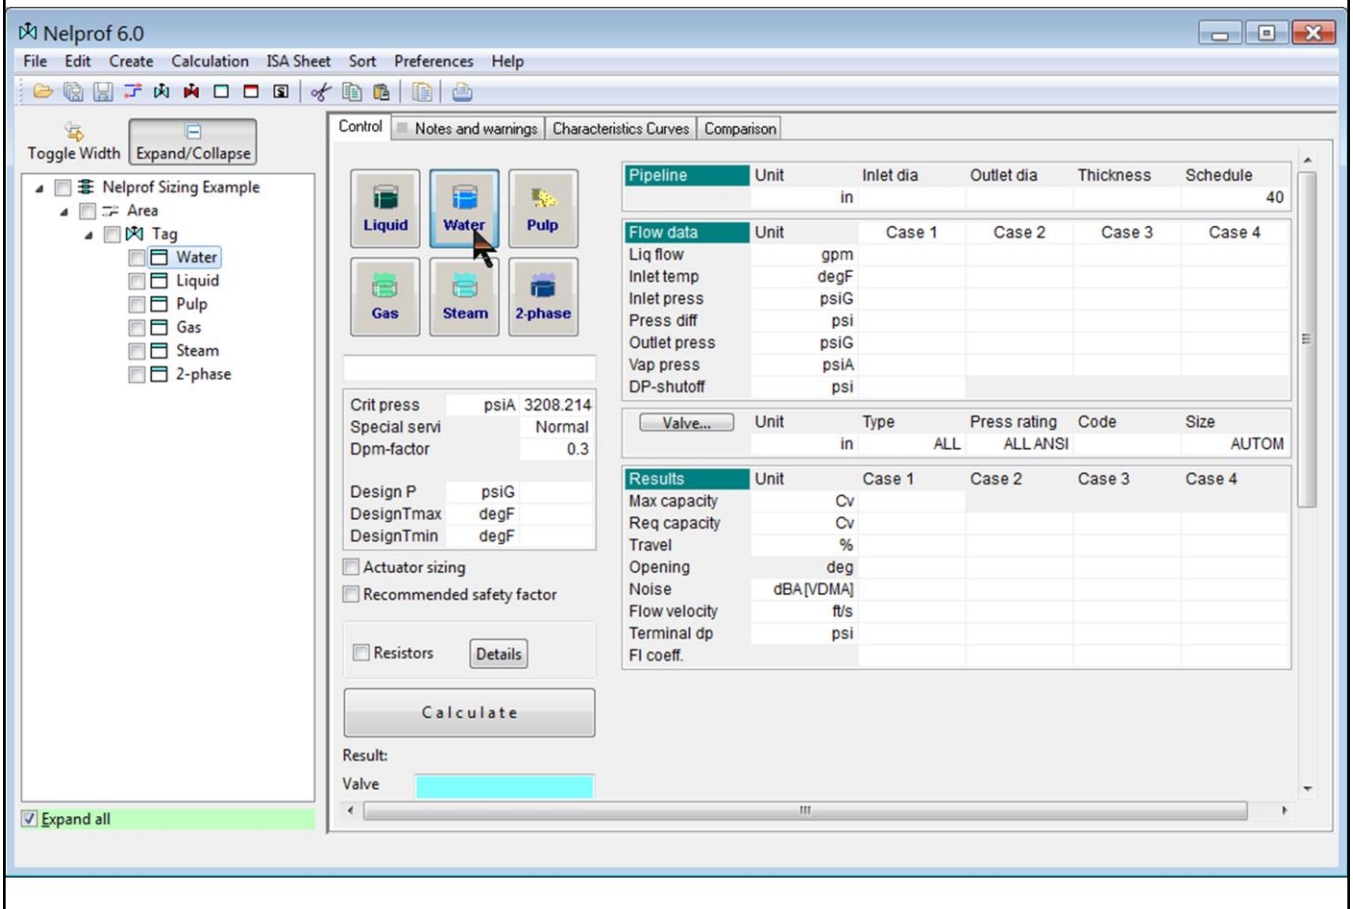 Nelprof 6.0
File Edit Create Calculation ISA Sheet Sort Preferences Help
Toggle Width Expand/Collapse
Nelprof Sizing Example
Area
Tag
Water
Liquid
Pulp
Gas
Steam
2-phase
Expand all
Control Notes and warnings Characteristics Curves Comparison
Liquid Water Pulp
Gas Steam 2-phase
Crit press psiA 3208.214
Special servi Normal
Dpm-factor 0.3
Design P psiG
DesignTmax degF
DesignTmin degF
Actuator sizing
Recommended safety factor
Resistors Details
Calculate
Result:
Valve
Pipeline Unit Inlet dia Outlet dia Thickness Schedule
in 40
Flow data Unit Case 1 Case 2 Case 3 Case 4
Liq flow gpm
Inlet temp degF
Inlet press psiG
Press diff psi
Outlet press psiG
Vap press psiA
DP-shutoff psi
Valve... Unit Type Press rating Code Size
in ALL ALL ANSI AUTOM
Results Unit Case 1 Case 2 Case 3 Case 4
Max capacity Cv
Req capacity Cv
Travel %
Opening deg
Noise dBA [VDMA]
Flow velocity ft/s
Terminal dp psi
Fl coeff.